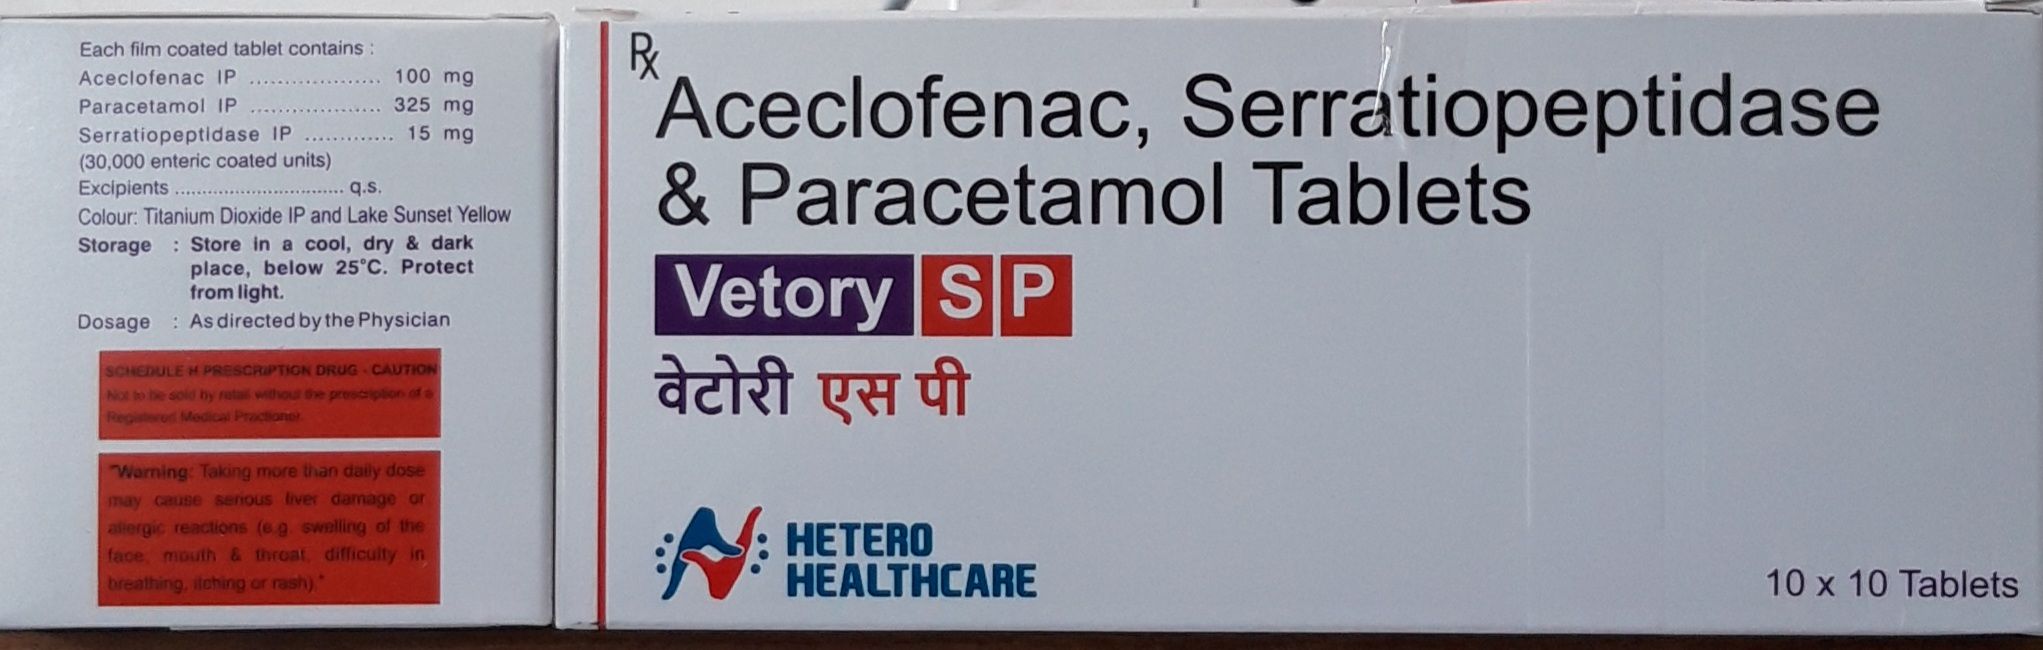 Each film coated tablet contains :
Aceclofenac IP ................... 100 mg
Paracetamol IP ................... 325 mg
Serratiopeptidase IP ............. 15 mg
(30,000 enteric coated units)
Excipients .............................. q.s.
Colour: Titanium Dioxide IP and Lake Sunset Yellow
Storage : Store in a cool, dry & dark
place, below 25°C. Protect
from light.
Dosage : As directed by the Physician
SCHEDULE H PRESCRIPTION DRUG - CAUTION
Not to be sold by retail without the prescription of a
Registered Medical Practioner.
"Warning: Taking more than daily dose
may cause serious liver damage or
allergic reactions (e.g. swelling of the
face, mouth & throat, difficulty in
breathing, itching or rash)."
Rx
Aceclofenac, Serratiopeptidase
& Paracetamol Tablets
Vetory SP
वेटोरी एस पी
HETERO
HEALTHCARE
10 x 10 Tablets